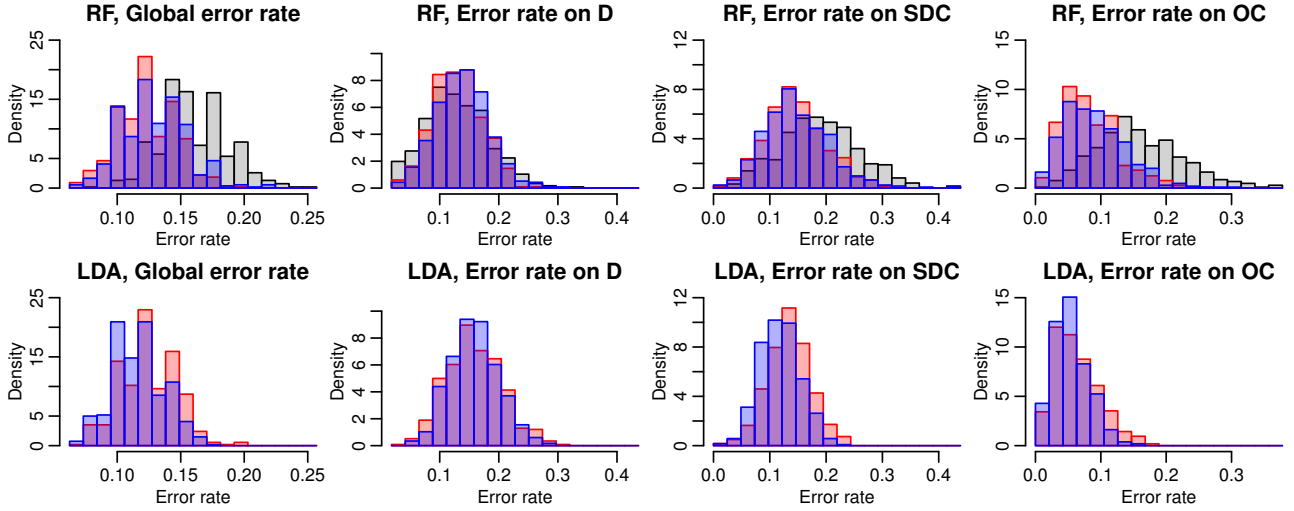 RF, Global error rate
RF, Error rate on D
RF, Error rate on SDC
RF, Error rate on OC
Density
0 5 15 25
0.10 0.15 0.20 0.25
Error rate
Density
0 2 4 6 8
0.1 0.2 0.3 0.4
Error rate
Density
0 4 8 12
0.0 0.1 0.2 0.3 0.4
Error rate
Density
0 5 10 15
0.0 0.1 0.2 0.3
Error rate
LDA, Global error rate
LDA, Error rate on D
LDA, Error rate on SDC
LDA, Error rate on OC
Density
0 5 15 25
0.10 0.15 0.20 0.25
Error rate
Density
0 2 4 6 8
0.1 0.2 0.3 0.4
Error rate
Density
0 4 8 12
0.0 0.1 0.2 0.3 0.4
Error rate
Density
0 5 10 15
0.0 0.1 0.2 0.3
Error rate